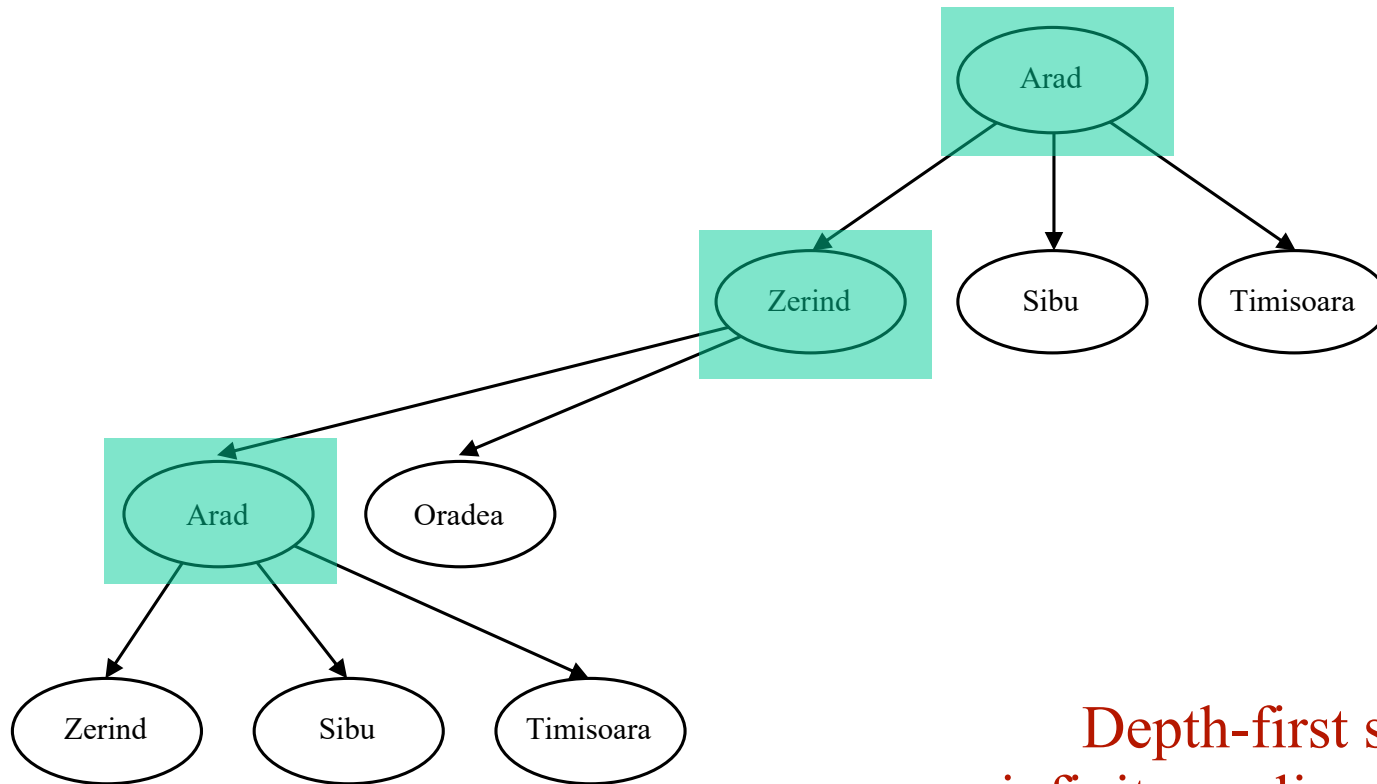 Arad
Zerind Sibu Timisoara
Arad Oradea
Zerind Sibu Timisoara
Depth-first